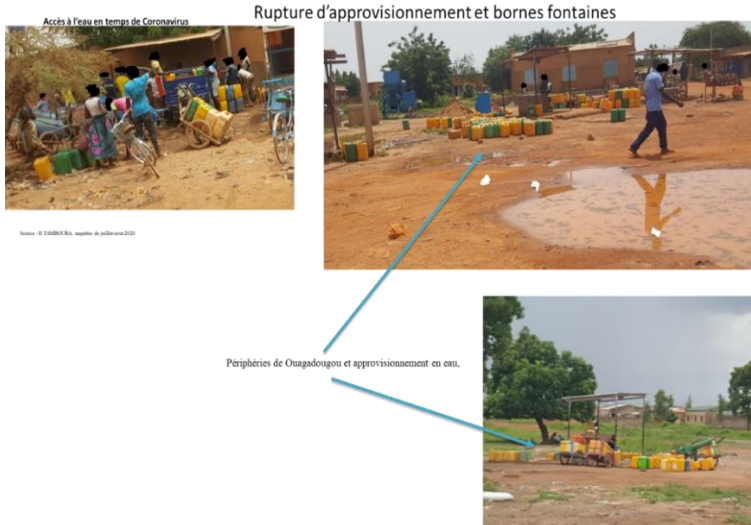 Rupture d'approvisionnement et bornes fontaines
Accès à l'eau en temps de Coronavirus
Source : H TAMBOURA, enquêtes de juillet-aout/2020
Périphéries de Ouagadougou et approvisionnement en eau,